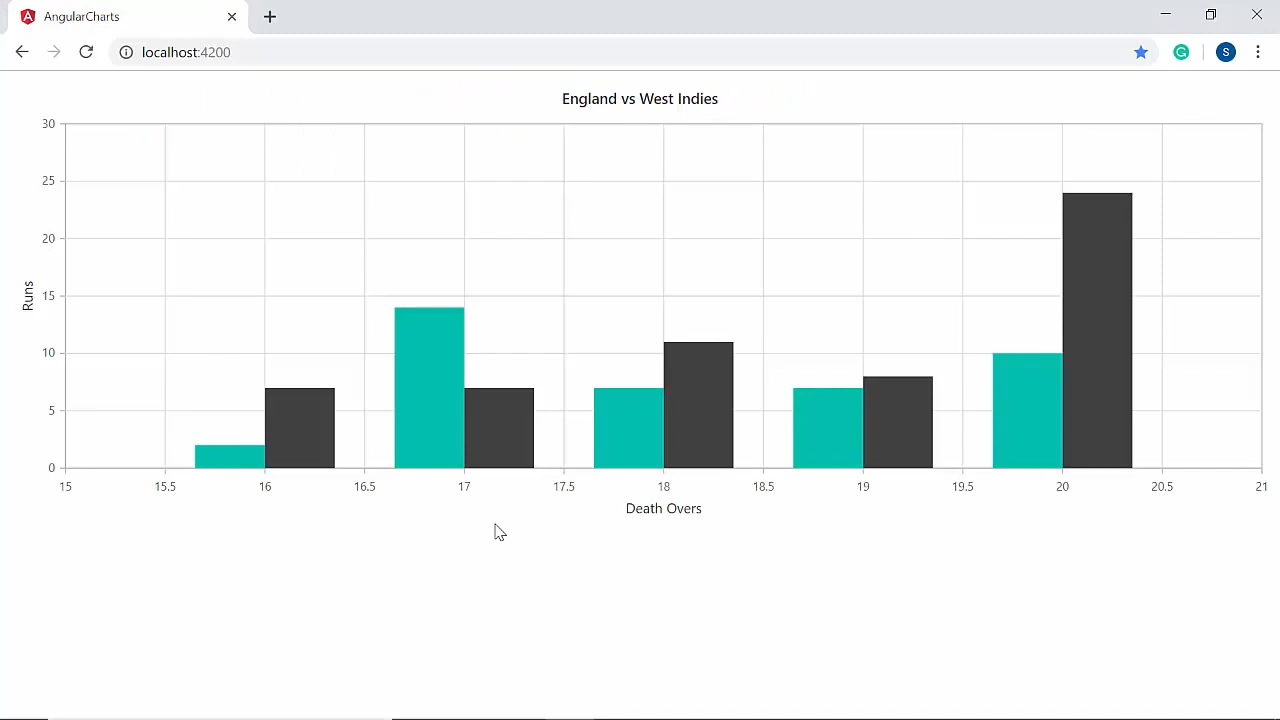 AngularCharts
localhost:4200
S
England vs West Indies
30
25
20
15
10
5
0
Runs
15 15.5 16 16.5 17 17.5 18 18.5 19 19.5 20 20.5 21
Death Overs